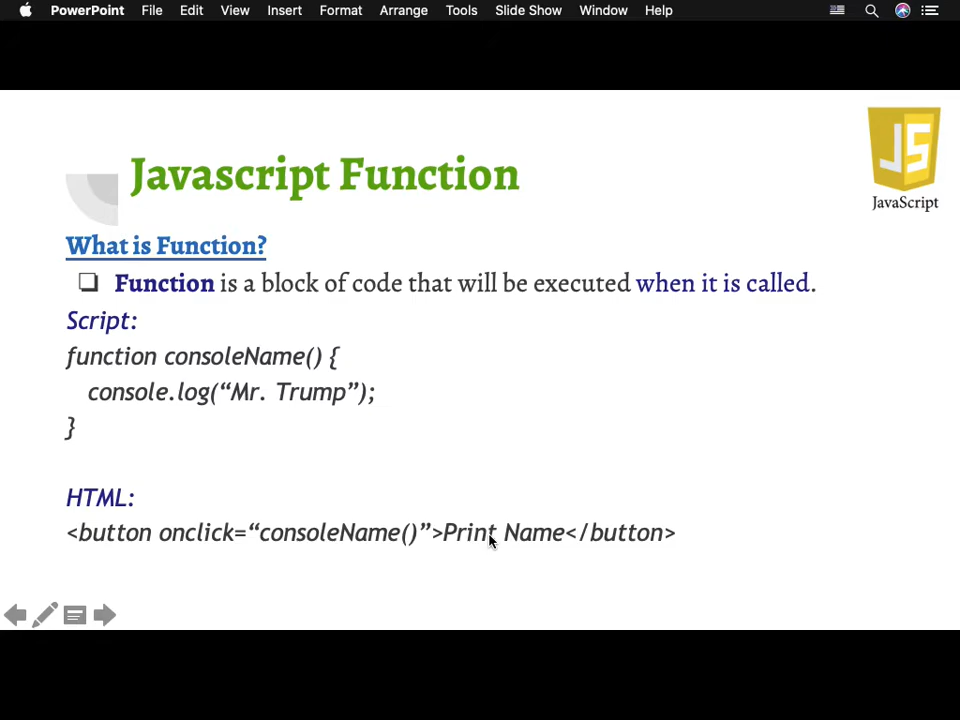 PowerPoint File Edit View Insert Format Arrange Tools Slide Show Window Help
JS
JavaScript
Javascript Function
What is Function?
Function is a block of code that will be executed when it is called.
Script:
function consoleName() {
console.log(“Mr. Trump”);
}
HTML:
<button onclick=“consoleName()”>Print Name</button>